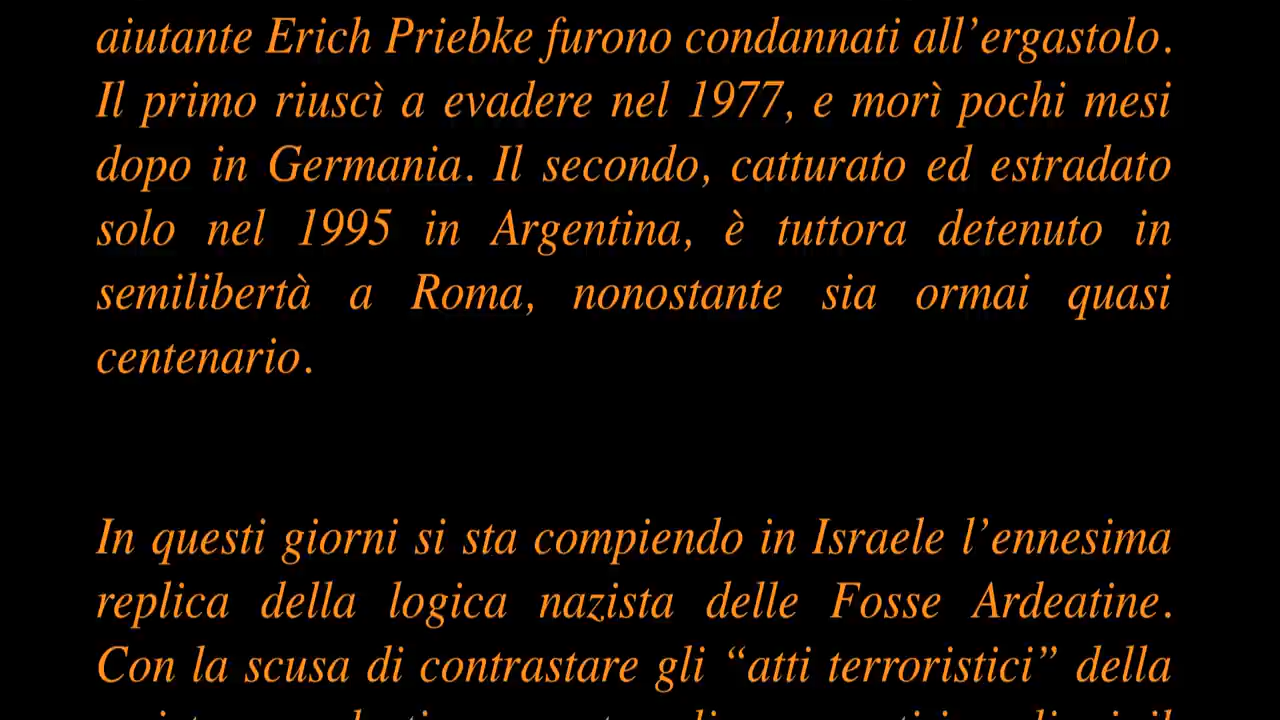 aiutante Erich Priebke furono condannati all’ergastolo.
Il primo riuscì a evadere nel 1977, e morì pochi mesi
dopo in Germania. Il secondo, catturato ed estradato
solo nel 1995 in Argentina, è tuttora detenuto in
semilibertà a Roma, nonostante sia ormai quasi
centenario.
In questi giorni si sta compiendo in Israele l’ennesima
replica della logica nazista delle Fosse Ardeatine.
Con la scusa di contrastare gli “atti terroristici” della